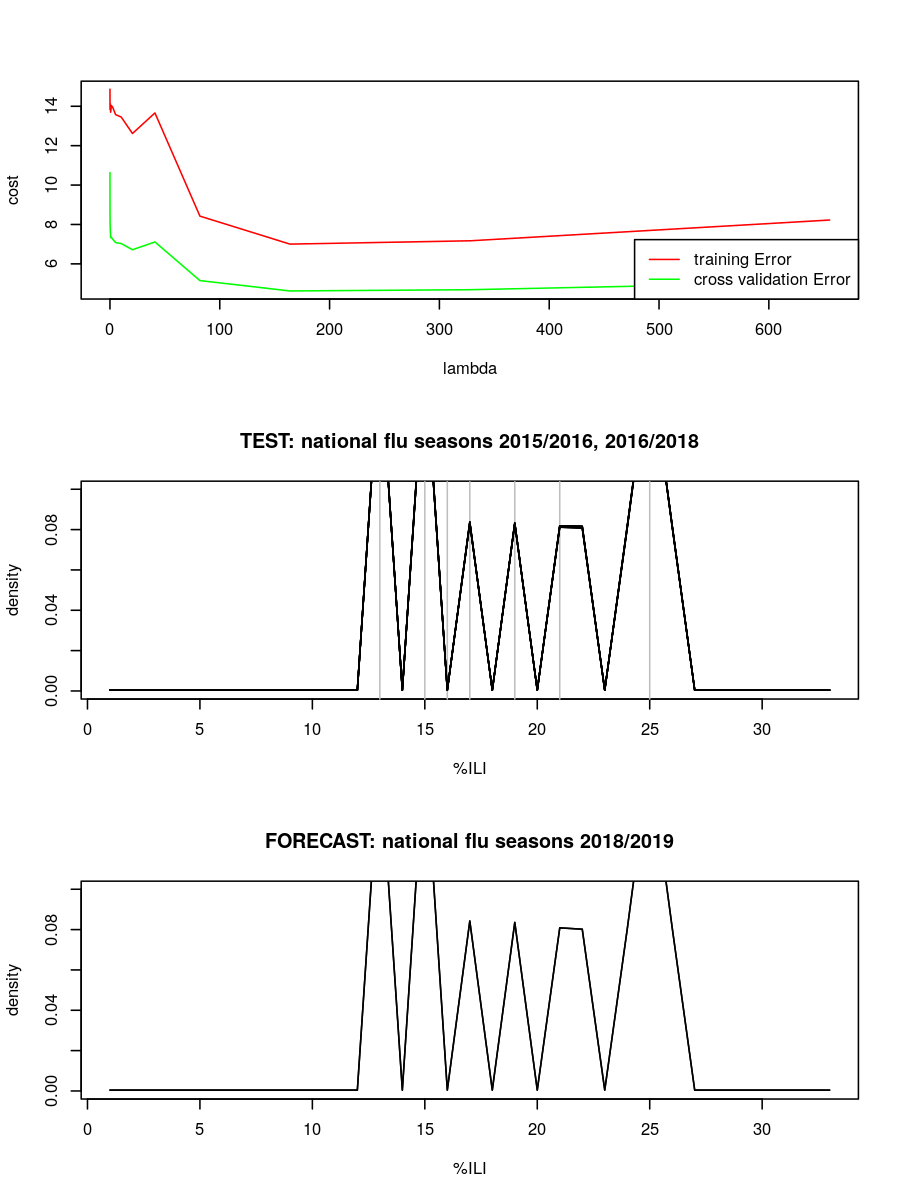 14
12
10
8
6
cost
training Error
cross validation Error
0 100 200 300 400 500 600
lambda
TEST: national flu seasons 2015/2016, 2016/2018
0.08
0.04
0.00
density
0 5 10 15 20 25 30
%ILI
FORECAST: national flu seasons 2018/2019
0.08
0.04
0.00
density
0 5 10 15 20 25 30
%ILI